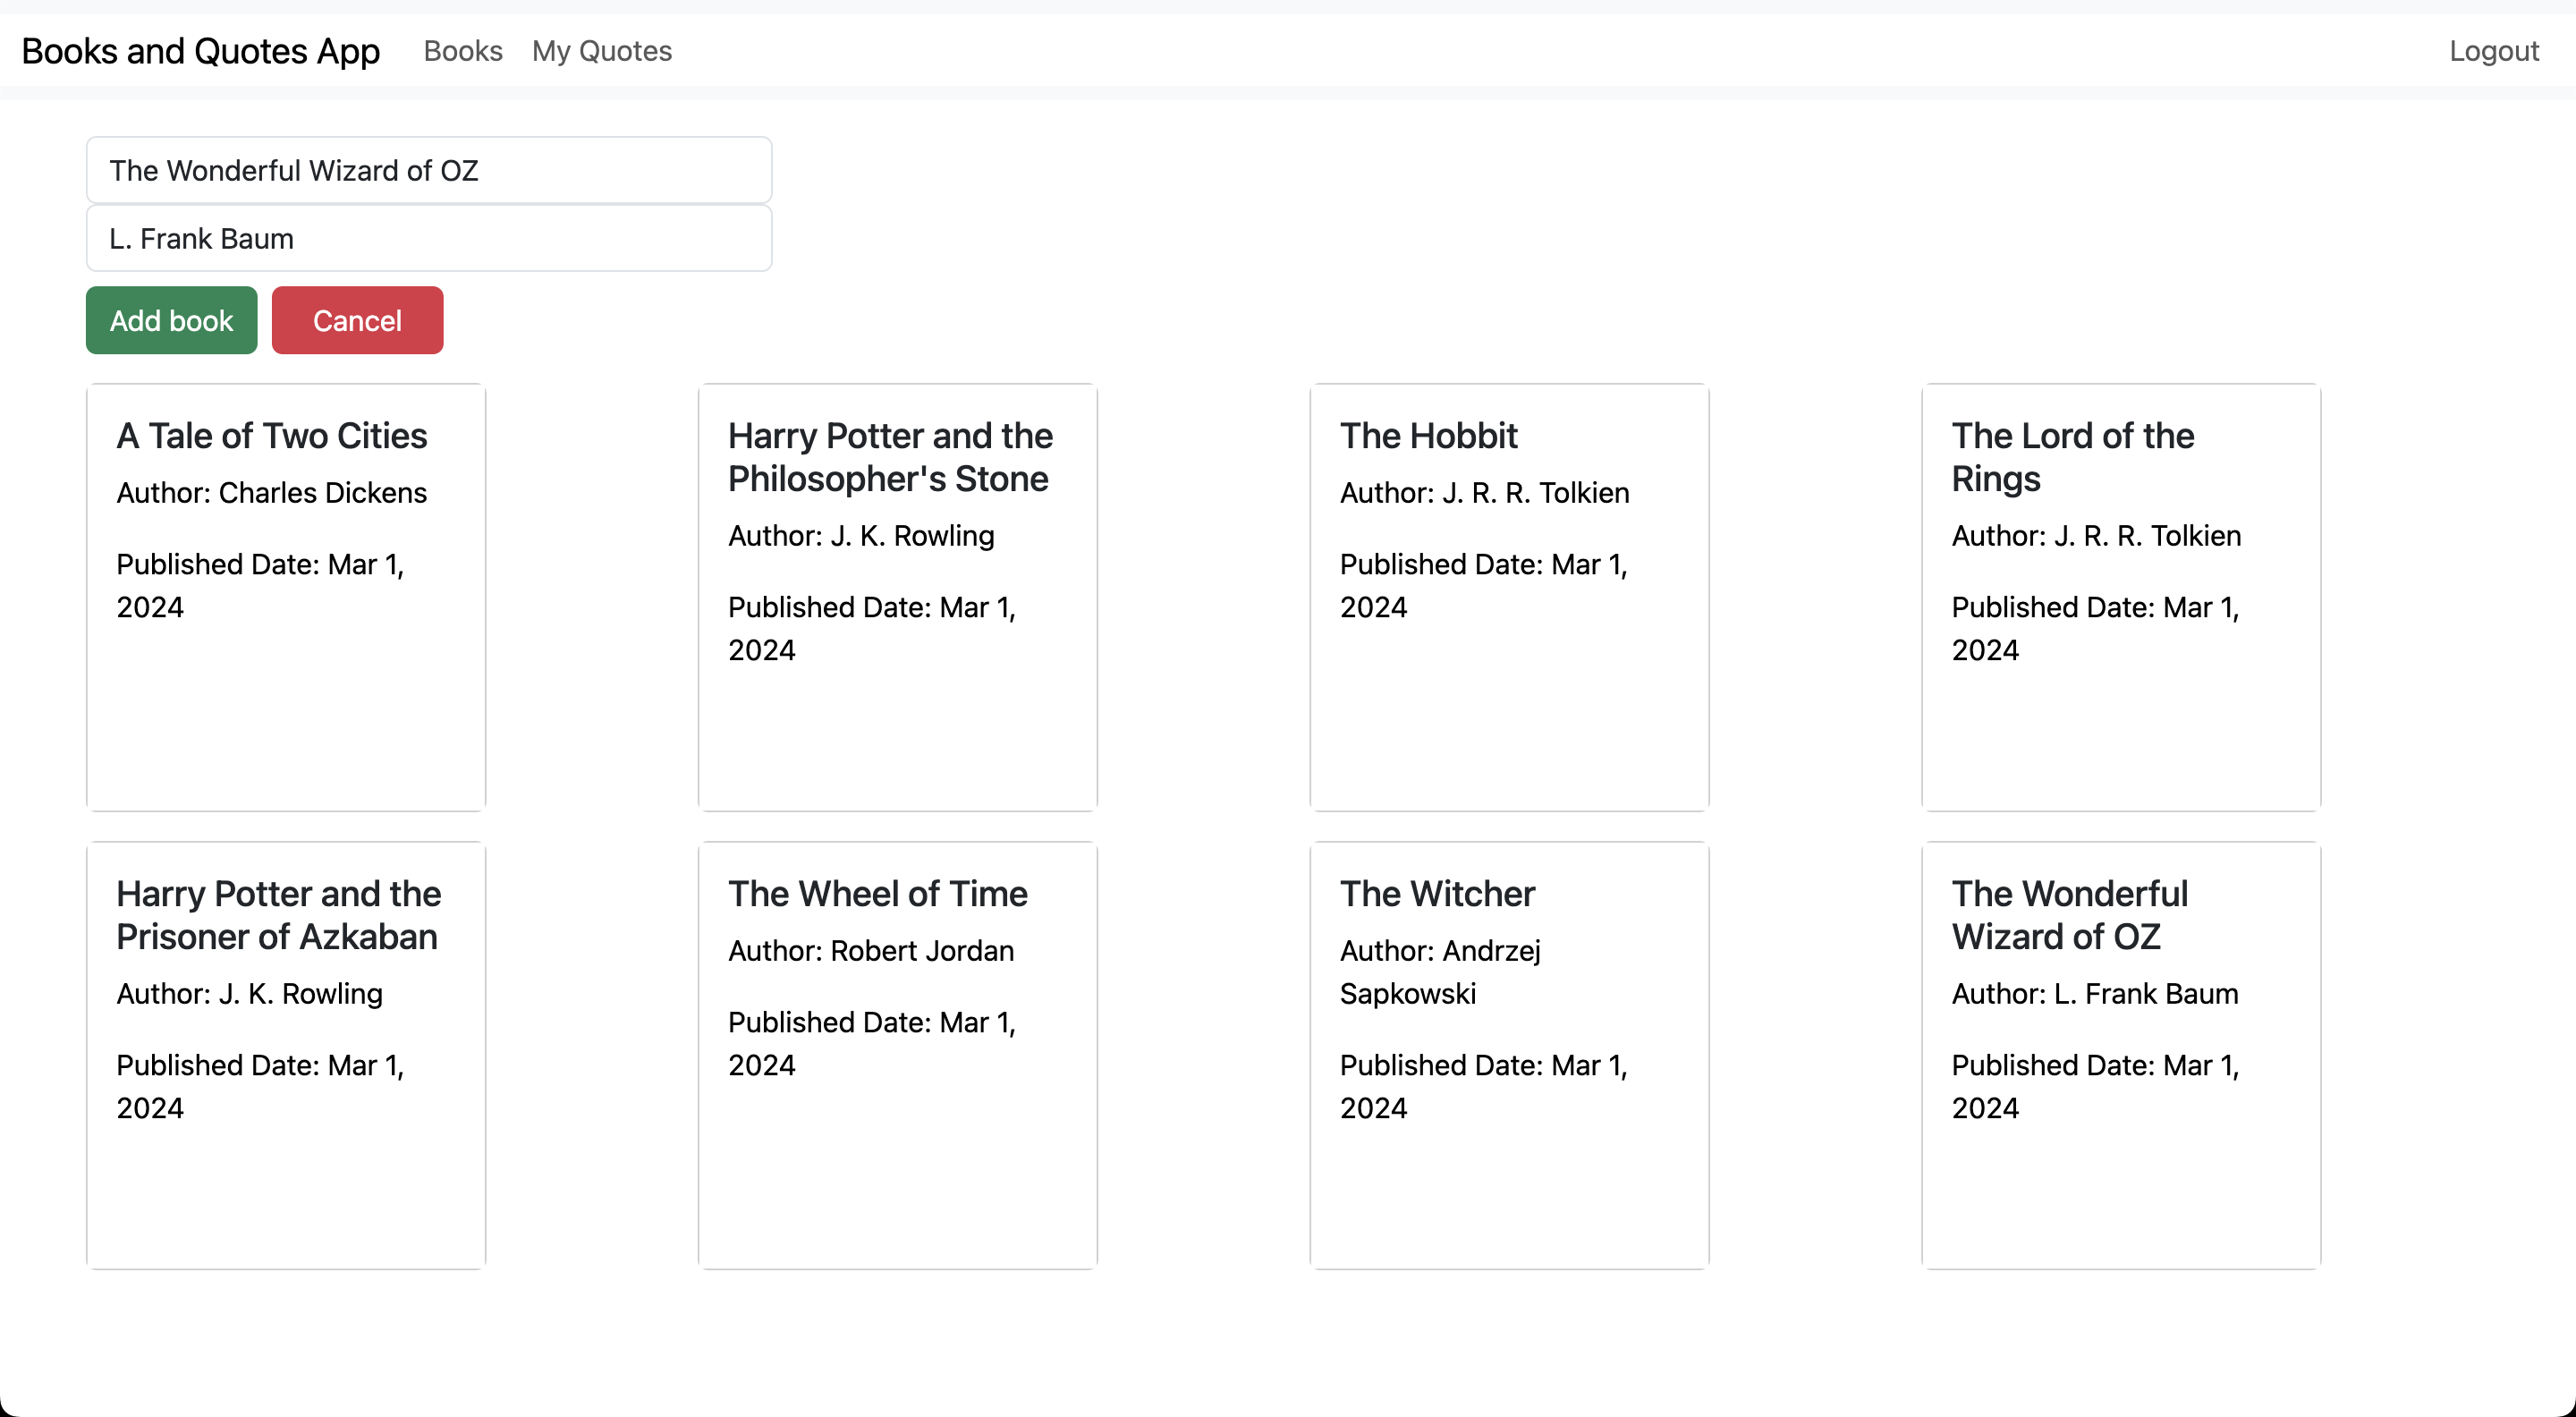 Books and Quotes App
Books
My Quotes
Logout
The Wonderful Wizard of OZ
L. Frank Baum
Add book
Cancel
A Tale of Two Cities
Author: Charles Dickens
Published Date: Mar 1,
2024
Harry Potter and the
Philosopher's Stone
Author: J. K. Rowling
Published Date: Mar 1,
2024
The Hobbit
Author: J. R. R. Tolkien
Published Date: Mar 1,
2024
The Lord of the
Rings
Author: J. R. R. Tolkien
Published Date: Mar 1,
2024
Harry Potter and the
Prisoner of Azkaban
Author: J. K. Rowling
Published Date: Mar 1,
2024
The Wheel of Time
Author: Robert Jordan
Published Date: Mar 1,
2024
The Witcher
Author: Andrzej
Sapkowski
Published Date: Mar 1,
2024
The Wonderful
Wizard of OZ
Author: L. Frank Baum
Published Date: Mar 1,
2024